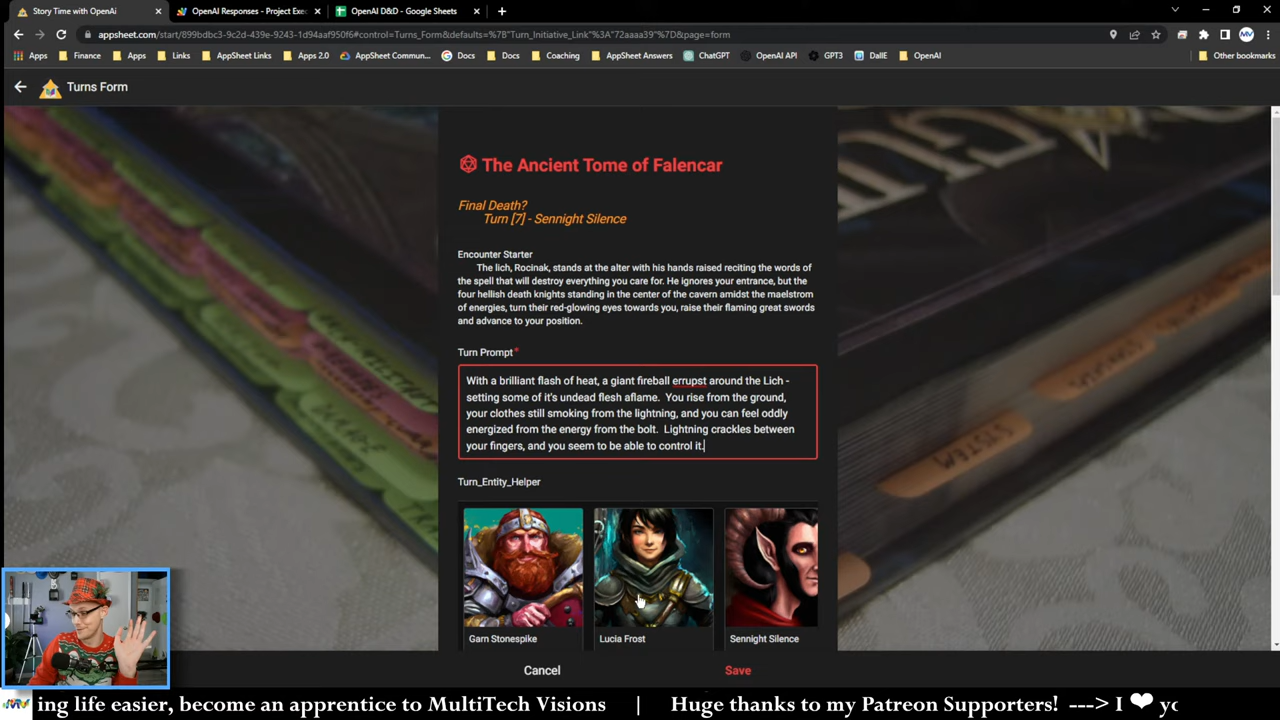 Story Time with OpenAi
OpenAI Responses - Project Exec
OpenAI D&D - Google Sheets
appsheet.com/start/899bdbc3-9c2d-439e-9243-1d94aaf950f6#control=Turns_Form&defaults=%7B"Turn_Initiative_Link"%3A"72aaaa39"%7D&page=form
Apps
Finance
Apps
Links
AppSheet Links
Apps 2.0
AppSheet Commun...
Docs
Docs
Coaching
AppSheet Answers
ChatGPT
OpenAI API
GPT3
DallE
OpenAI
Other bookmarks
Turns Form
The Ancient Tome of Falencar
Final Death?
Turn [7] - Sennight Silence
Encounter Starter
The lich, Rocinak, stands at the alter with his hands raised reciting the words of
the spell that will destroy everything you care for. He ignores your entrance, but the
four hellish death knights standing in the center of the cavern amidst the maelstrom
of energies, turn their red-glowing eyes towards you, raise their flaming great swords
and advance to your position.
Turn Prompt*
With a brilliant flash of heat, a giant fireball errupst around the Lich -
setting some of it's undead flesh aflame. You rise from the ground,
your clothes still smoking from the lightning, and you can feel oddly
energized from the energy from the bolt. Lightning crackles between
your fingers, and you seem to be able to control it.
Turn_Entity_Helper
Garn Stonespike
Lucia Frost
Sennight Silence
Cancel
Save
MV
ing life easier, become an apprentice to MultiTech Visions | Huge thanks to my Patreon Supporters! ---> I ❤ yo